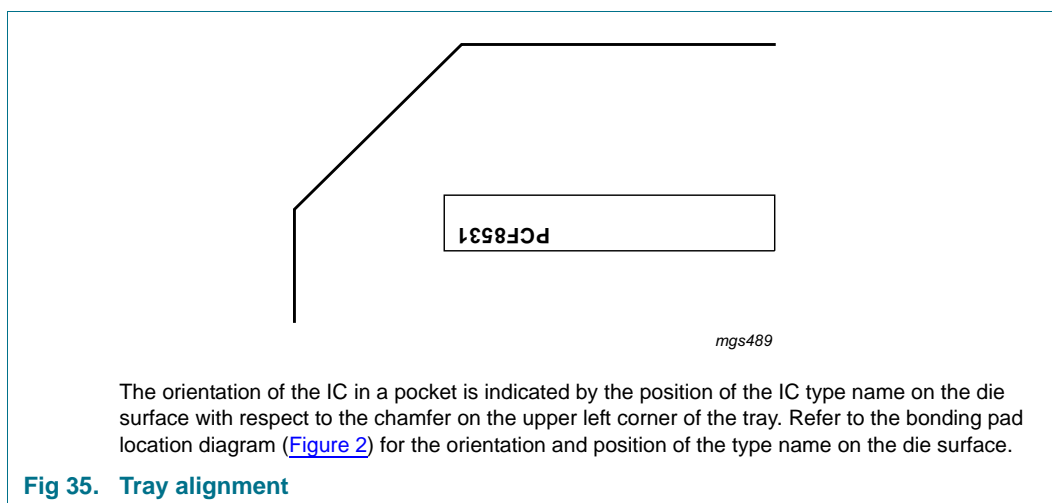 PCF8531
mgs489
The orientation of the IC in a pocket is indicated by the position of the IC type name on the die
surface with respect to the chamfer on the upper left corner of the tray. Refer to the bonding pad
location diagram (Figure 2) for the orientation and position of the type name on the die surface.
Fig 35. Tray alignment